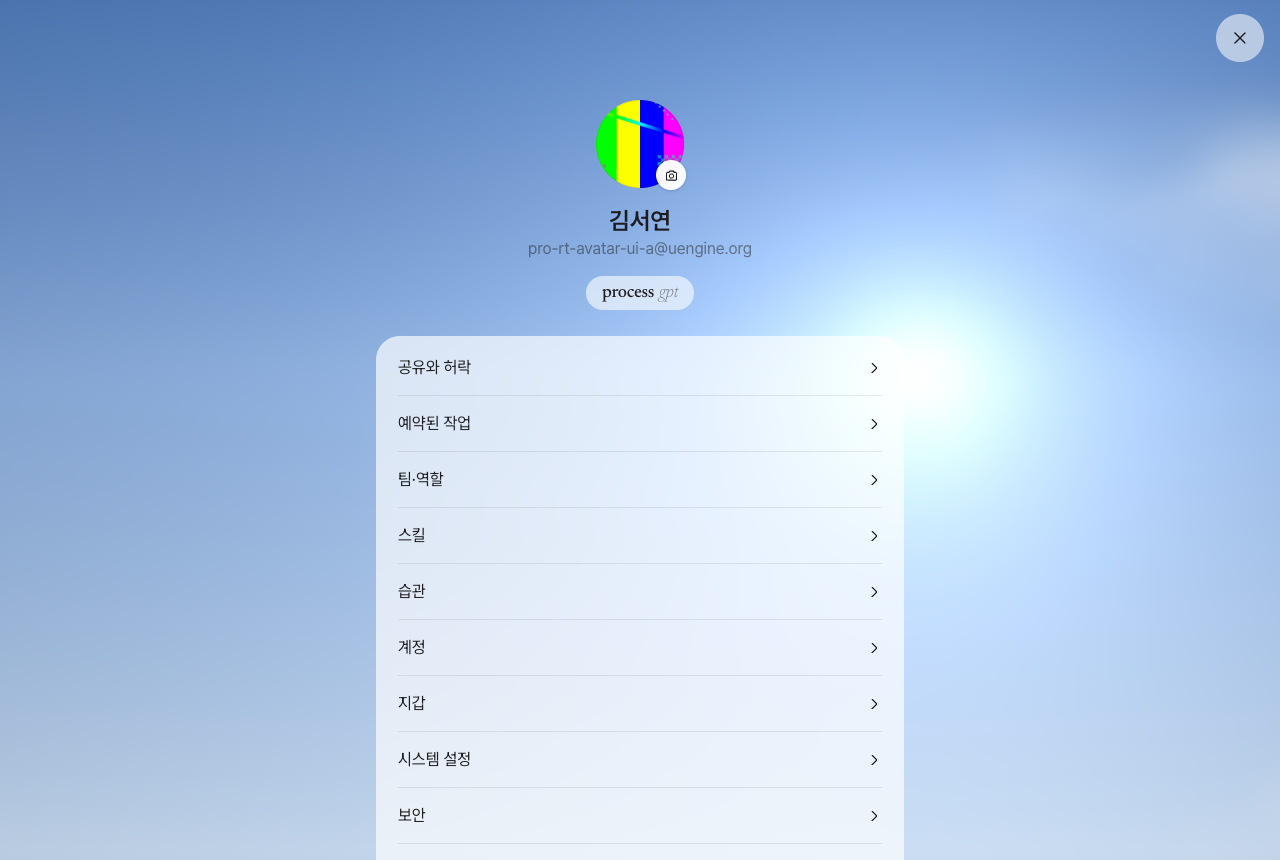 김서연
pro-rt-avatar-ui-a@uengine.org
process gpt
공유와 허락
예약된 작업
팀·역할
스킬
습관
계정
지갑
시스템 설정
보안